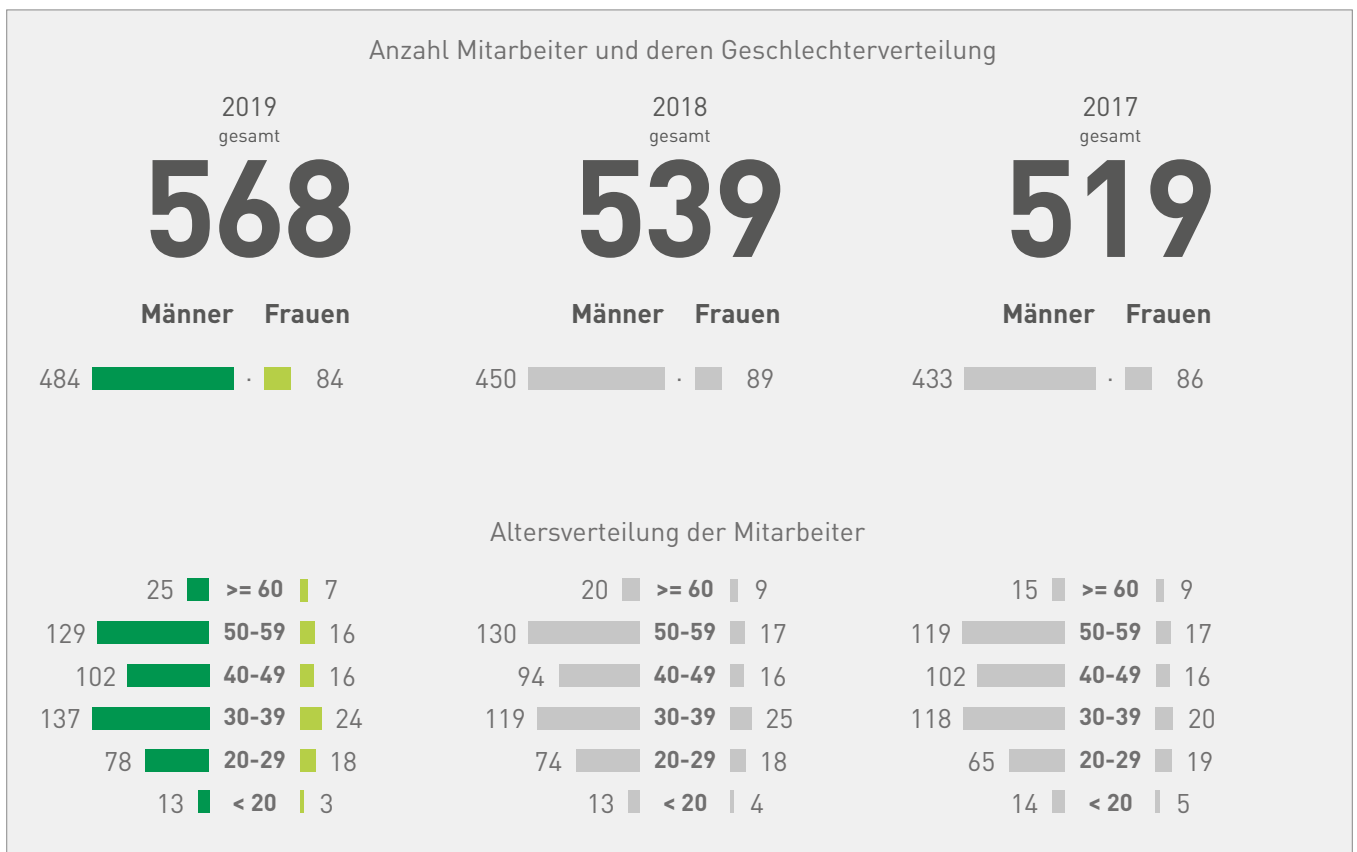 Anzahl Mitarbeiter und deren Geschlechterverteilung
2019 2018 2017
gesamt gesamt gesamt
568 539 519
Männer Frauen Männer Frauen Männer Frauen
484 · 84 450 · 89 433 · 86
Altersverteilung der Mitarbeiter
25 >= 60 7 20 >= 60 9 15 >= 60 9
129 50-59 16 130 50-59 17 119 50-59 17
102 40-49 16 94 40-49 16 102 40-49 16
137 30-39 24 119 30-39 25 118 30-39 20
78 20-29 18 74 20-29 18 65 20-29 19
13 < 20 3 13 < 20 4 14 < 20 5